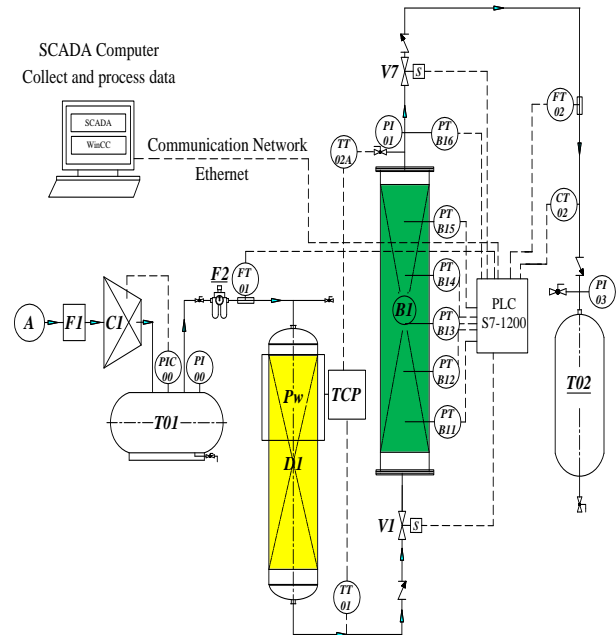 SCADA Computer
Collect and process data
SCADA
WinCC
Communication Network
Ethernet
V7
S
PI
01
PT
B16
TT
02A
FT
02
CT
02
PT
B15
PT
B14
B1
PT
B13
PT
B12
PT
B11
PLC
S7-1200
PI
03
T02
F2
FT
01
A
F1
C1
PIC
00
PI
00
T01
Pw
TCP
D1
V1
S
TT
01